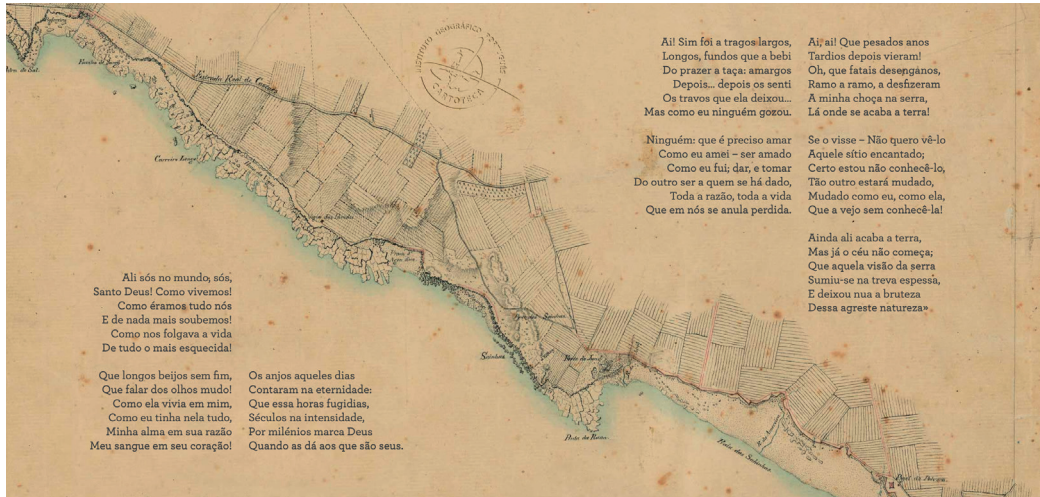 Ali sós no mundo, sós,
Santo Deus! Como vivemos!
Como éramos tudo nós
E de nada mais soubemos!
Como nos folgava a vida
De tudo o mais esquecida!
Que longos beijos sem fim,
Que falar dos olhos mudo!
Como ela vivia em mim,
Como eu tinha nela tudo,
Minha alma em sua razão
Meu sangue em seu coração!
Os anjos aqueles dias
Contaram na eternidade:
Que essa horas fugidias,
Séculos na intensidade,
Por milénios marca Deus
Quando as dá aos que são seus.
Ai! Sim foi a tragos largos,
Longos, fundos que a bebi
Do prazer a taça: amargos
Depois... depois os senti
Os travos que ela deixou...
Mas como eu ninguém gozou.
Ninguém: que é preciso amar
Como eu amei – ser amado
Como eu fui; dar, e tomar
Do outro ser a quem se há dado,
Toda a razão, toda a vida
Que em nós se anula perdida.
Ai, ai! Que pesados anos
Tardios depois vieram!
Oh, que fatais desenganos,
Ramo a ramo, a desfizeram
A minha choça na serra,
Lá onde se acaba a terra!
Se o visse – Não quero vê-lo
Aquele sítio encantado;
Certo estou não conhecê-lo,
Tão outro estará mudado,
Mudado como eu, como ela,
Que a vejo sem conhecê-la!
Ainda ali acaba a terra,
Mas já o céu não começa;
Que aquela visão da serra
Sumiu-se na treva espessa,
E deixou nua a bruteza
Dessa agreste natureza»
INSTITUTO GEOGRÁFICO PORTUGUÊS
CARTOTECA
Estrada Real de
Carreiro Longo